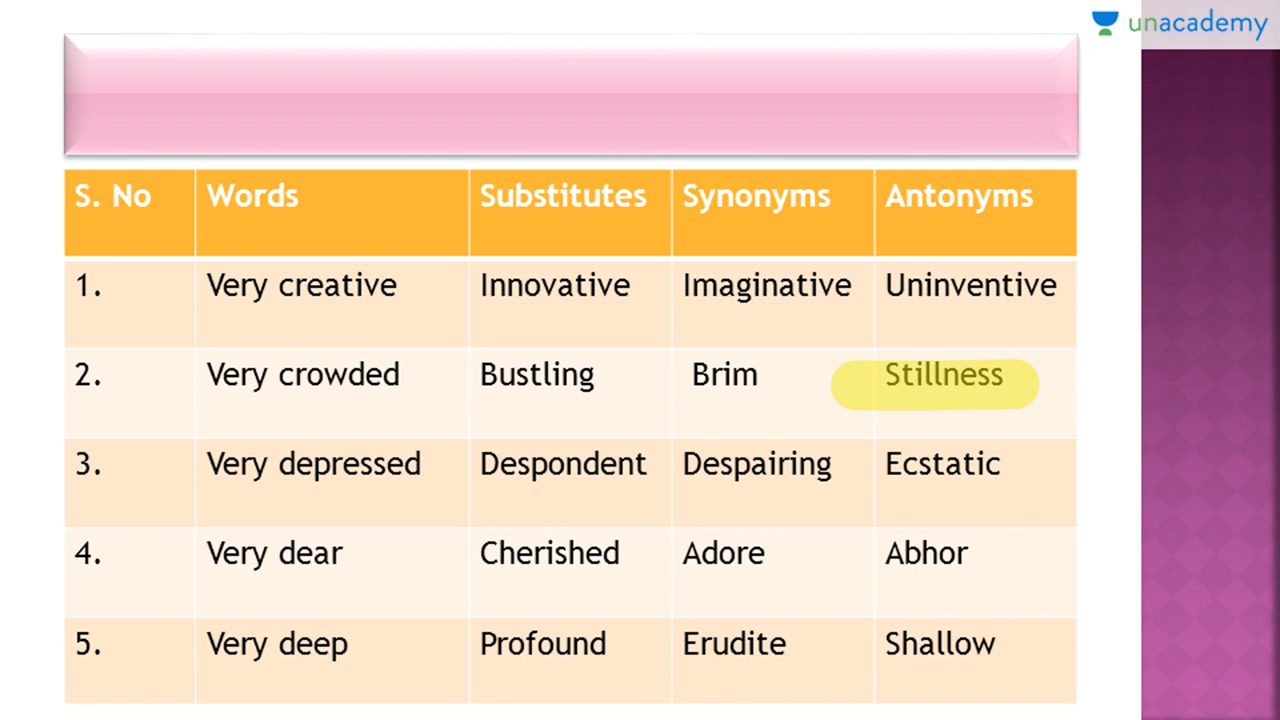 unacademy
S. No Words Substitutes Synonyms Antonyms
1. Very creative Innovative Imaginative Uninventive
2. Very crowded Bustling Brim Stillness
3. Very depressed Despondent Despairing Ecstatic
4. Very dear Cherished Adore Abhor
5. Very deep Profound Erudite Shallow